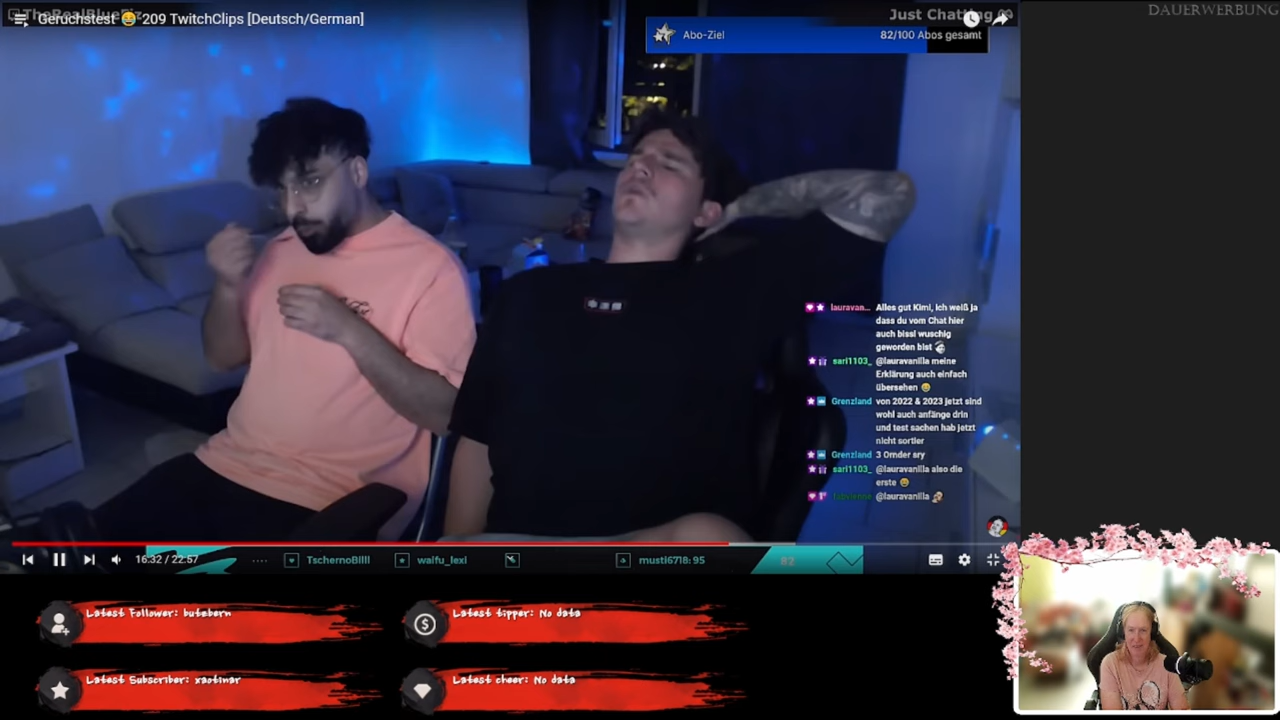 Geruchstest 😂 209 TwitchClips [Deutsch/German]
Just Chatting
DAUERWERBUNG
Abo-Ziel 82/100 Abos gesamt
lauravan... Alles gut Kimi, ich weiß ja
dass du vom Chat hier
auch bissl wuschig
geworden bist
sari1103_ @lauravanilla meine
Erklärung auch einfach
übersehen 😂
Grenzland von 2022 & 2023 jetzt sind
wohl auch anfänge drin
und test sachen hab jetzt
nicht sortier
Grenzland 3 Ornder sry
sari1103_ @lauravanilla also die
erste 😂
@lauravanilla
16:32 / 22:57
TschernoBilll
waifu_lexi
musti6718: 95
#2
Latest Follower: butzbern
Latest tipper: No data
Latest Subscriber: xaotinar
Latest cheer: No data